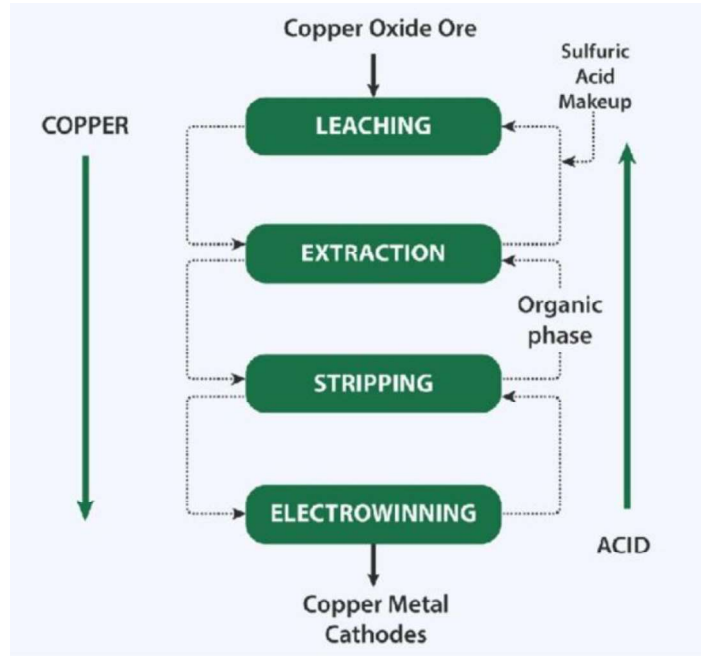 Copper Oxide Ore
Sulfuric
Acid
Makeup
COPPER
LEACHING
EXTRACTION
Organic
phase
STRIPPING
ELECTROWINNING
ACID
Copper Metal
Cathodes